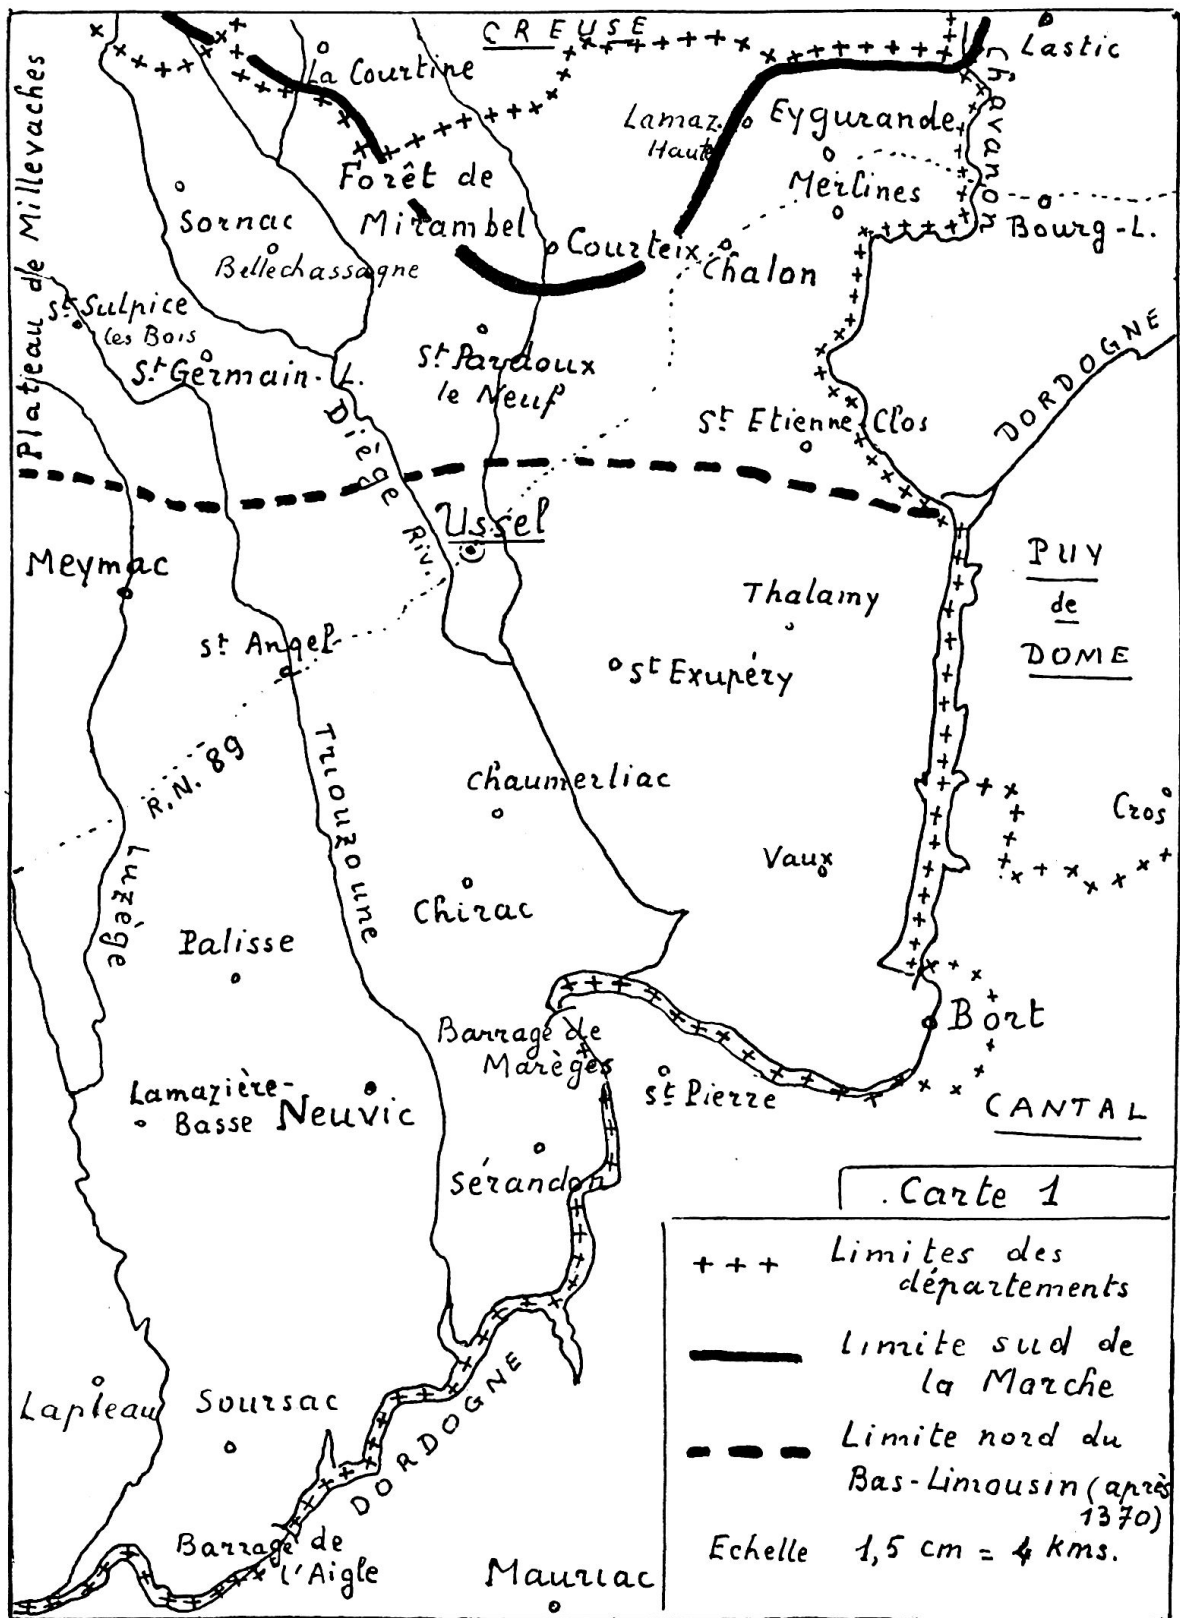 CREUSE
Lastic
La Courtine
Chavanon
Plateau de Millevaches
Lamaz.
Haute
Eygurande
Forêt de
Mirambel
Merlines
Sornac
Bellechassagne
Courteix
Chalon
Bourg-L.
St Sulpice
les Bois
St Germain-L.
St Pardoux
le Neuf
DORDOGNE
St Etienne Clos
Diége Riv.
Ussel
Meymac
PUY
de
DOME
Thalamy
St Angel
St Exupéry
R.N. 89
Triouzoune
Chaumerliac
Cros
Luzége
Vaux
Chirac
Palisse
Barrage de
Marèges
Bort
Lamazière-
Basse
Neuvic
St Pierre
CANTAL
Sérandon
Lapleau
Soursac
DORDOGNE
Barrage de
l'Aigle
Mauriac
Carte 1
+ + + Limites des
départements
limite sud de
la Marche
Limite nord du
Bas-Limousin (après
1370)
Echelle 1,5 cm = 4 kms.